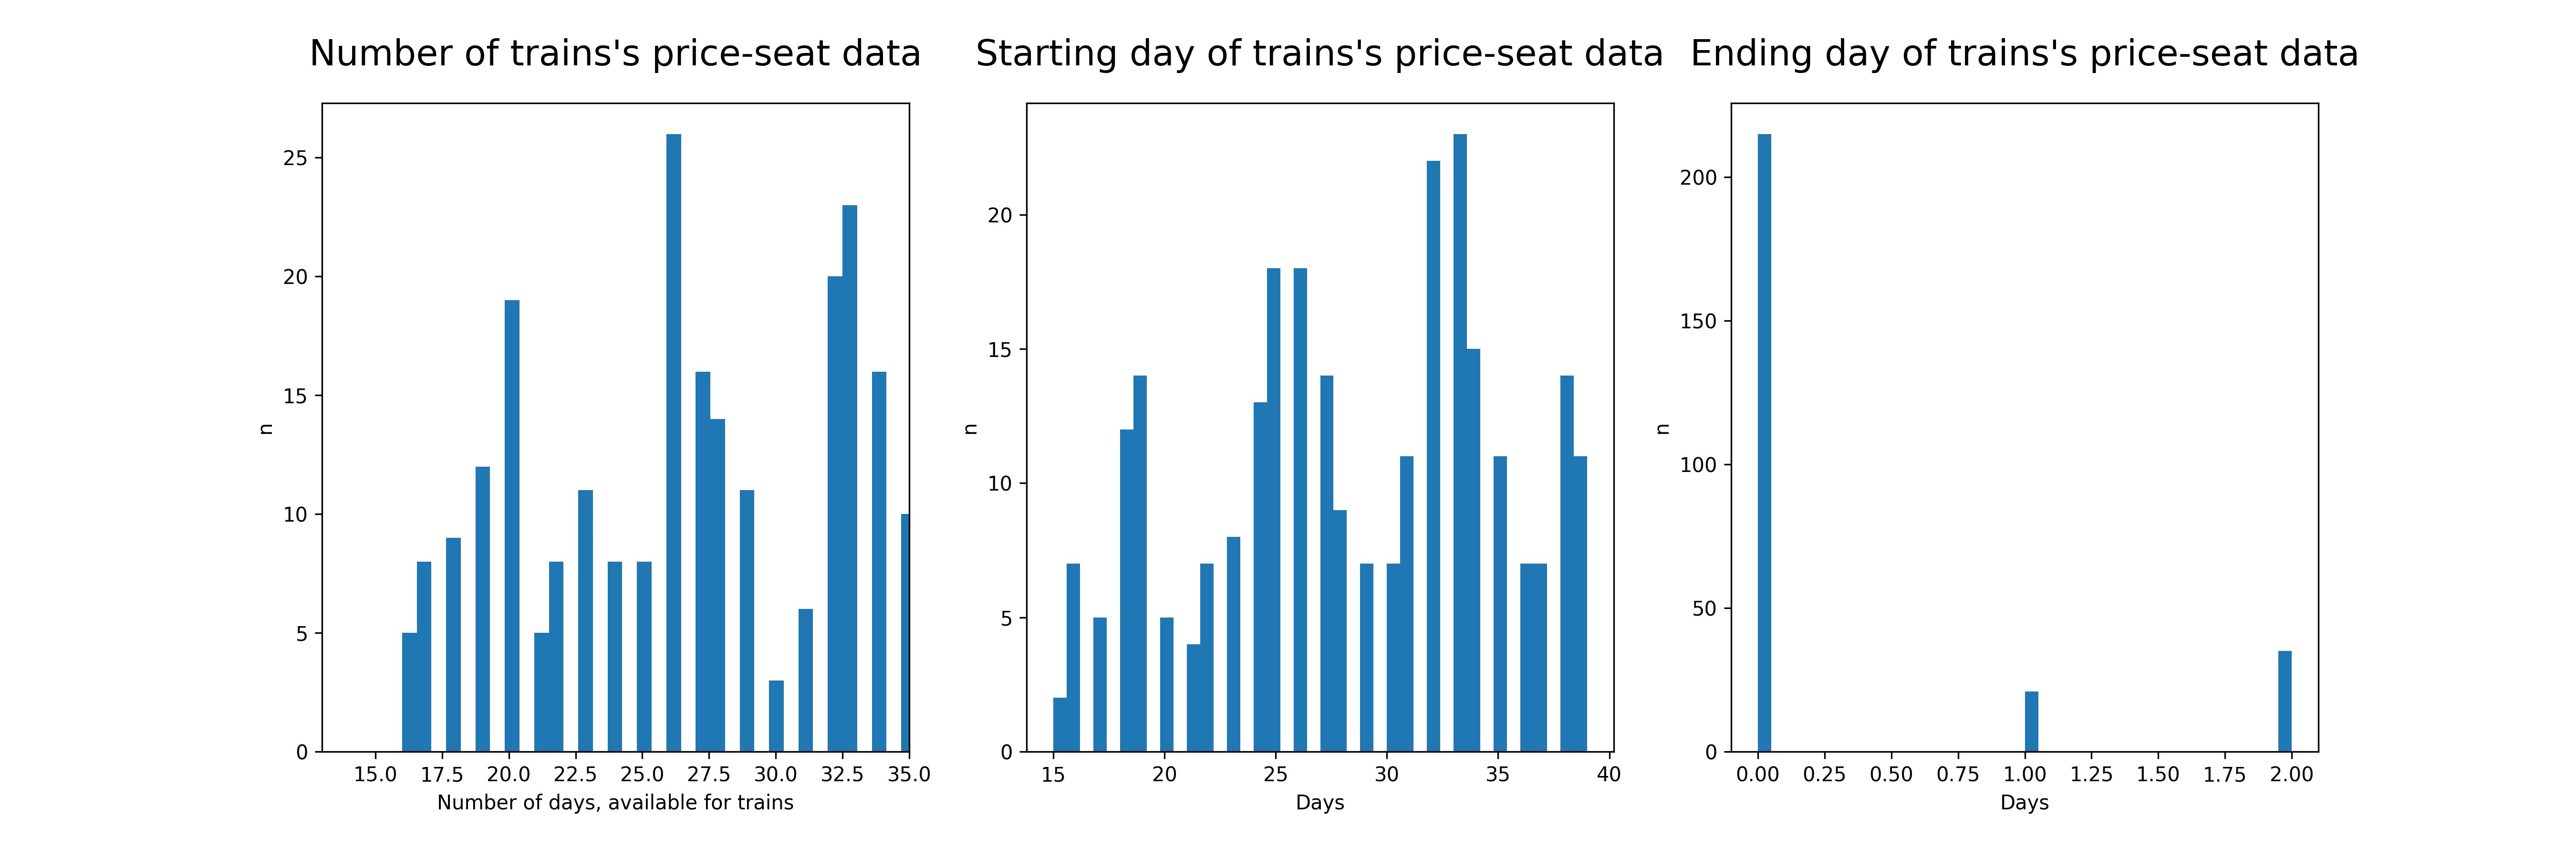 Number of trains's price-seat data
25
20
15
10
5
0
n
15.0 17.5 20.0 22.5 25.0 27.5 30.0 32.5 35.0
Number of days, available for trains
Starting day of trains's price-seat data
20
15
10
5
0
n
15 20 25 30 35 40
Days
Ending day of trains's price-seat data
200
150
100
50
0
n
0.00 0.25 0.50 0.75 1.00 1.25 1.50 1.75 2.00
Days